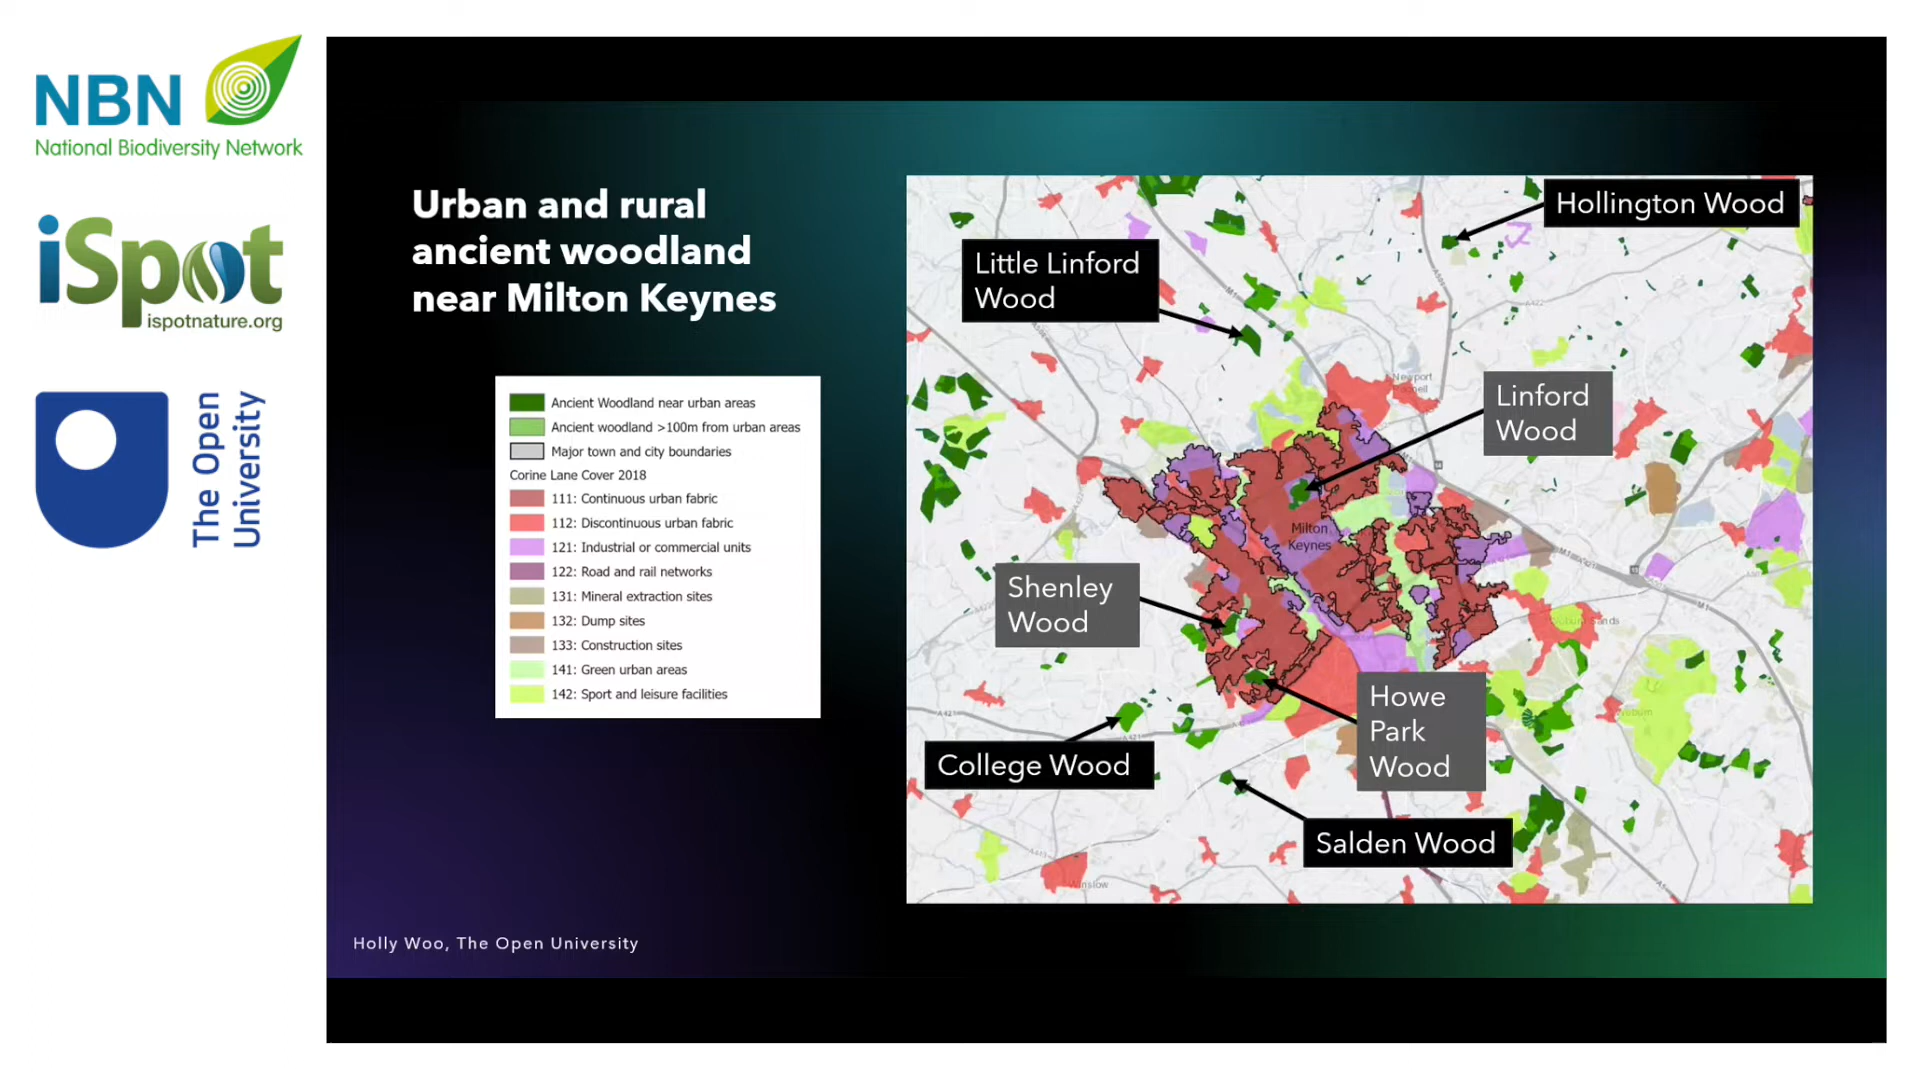 NBN
National Biodiversity Network
iSpot
ispotnature.org
The Open
University
Urban and rural
ancient woodland
near Milton Keynes
Ancient Woodland near urban areas
Ancient woodland >100m from urban areas
Major town and city boundaries
Corine Lane Cover 2018
111: Continuous urban fabric
112: Discontinuous urban fabric
121: Industrial or commercial units
122: Road and rail networks
131: Mineral extraction sites
132: Dump sites
133: Construction sites
141: Green urban areas
142: Sport and leisure facilities
Hollington Wood
Little Linford
Wood
Linford
Wood
Milton
Keynes
Shenley
Wood
Howe
Park
Wood
College Wood
Salden Wood
A421
A421
M1
Winslow
Holly Woo, The Open University